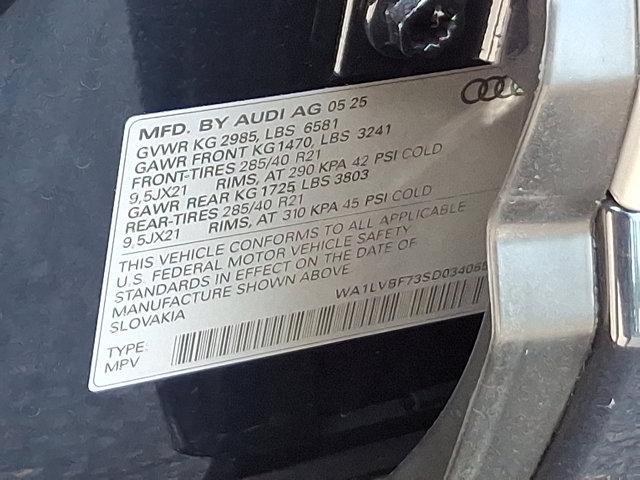 MFD. BY AUDI AG 05 25
GVWR KG 2985, LBS 6581
GAWR FRONT KG1470, LBS 3241
FRONT-TIRES 285/40 R21
9,5JX21 RIMS, AT 290 KPA 42 PSI COLD
GAWR REAR KG 1725 LBS 3803
REAR-TIRES 285/40 R21
9,5JX21 RIMS, AT 310 KPA 45 PSI COLD
THIS VEHICLE CONFORMS TO ALL APPLICABLE
U.S. FEDERAL MOTOR VEHICLE SAFETY
STANDARDS IN EFFECT ON THE DATE OF
MANUFACTURE SHOWN ABOVE
SLOVAKIA
TYPE:
MPV